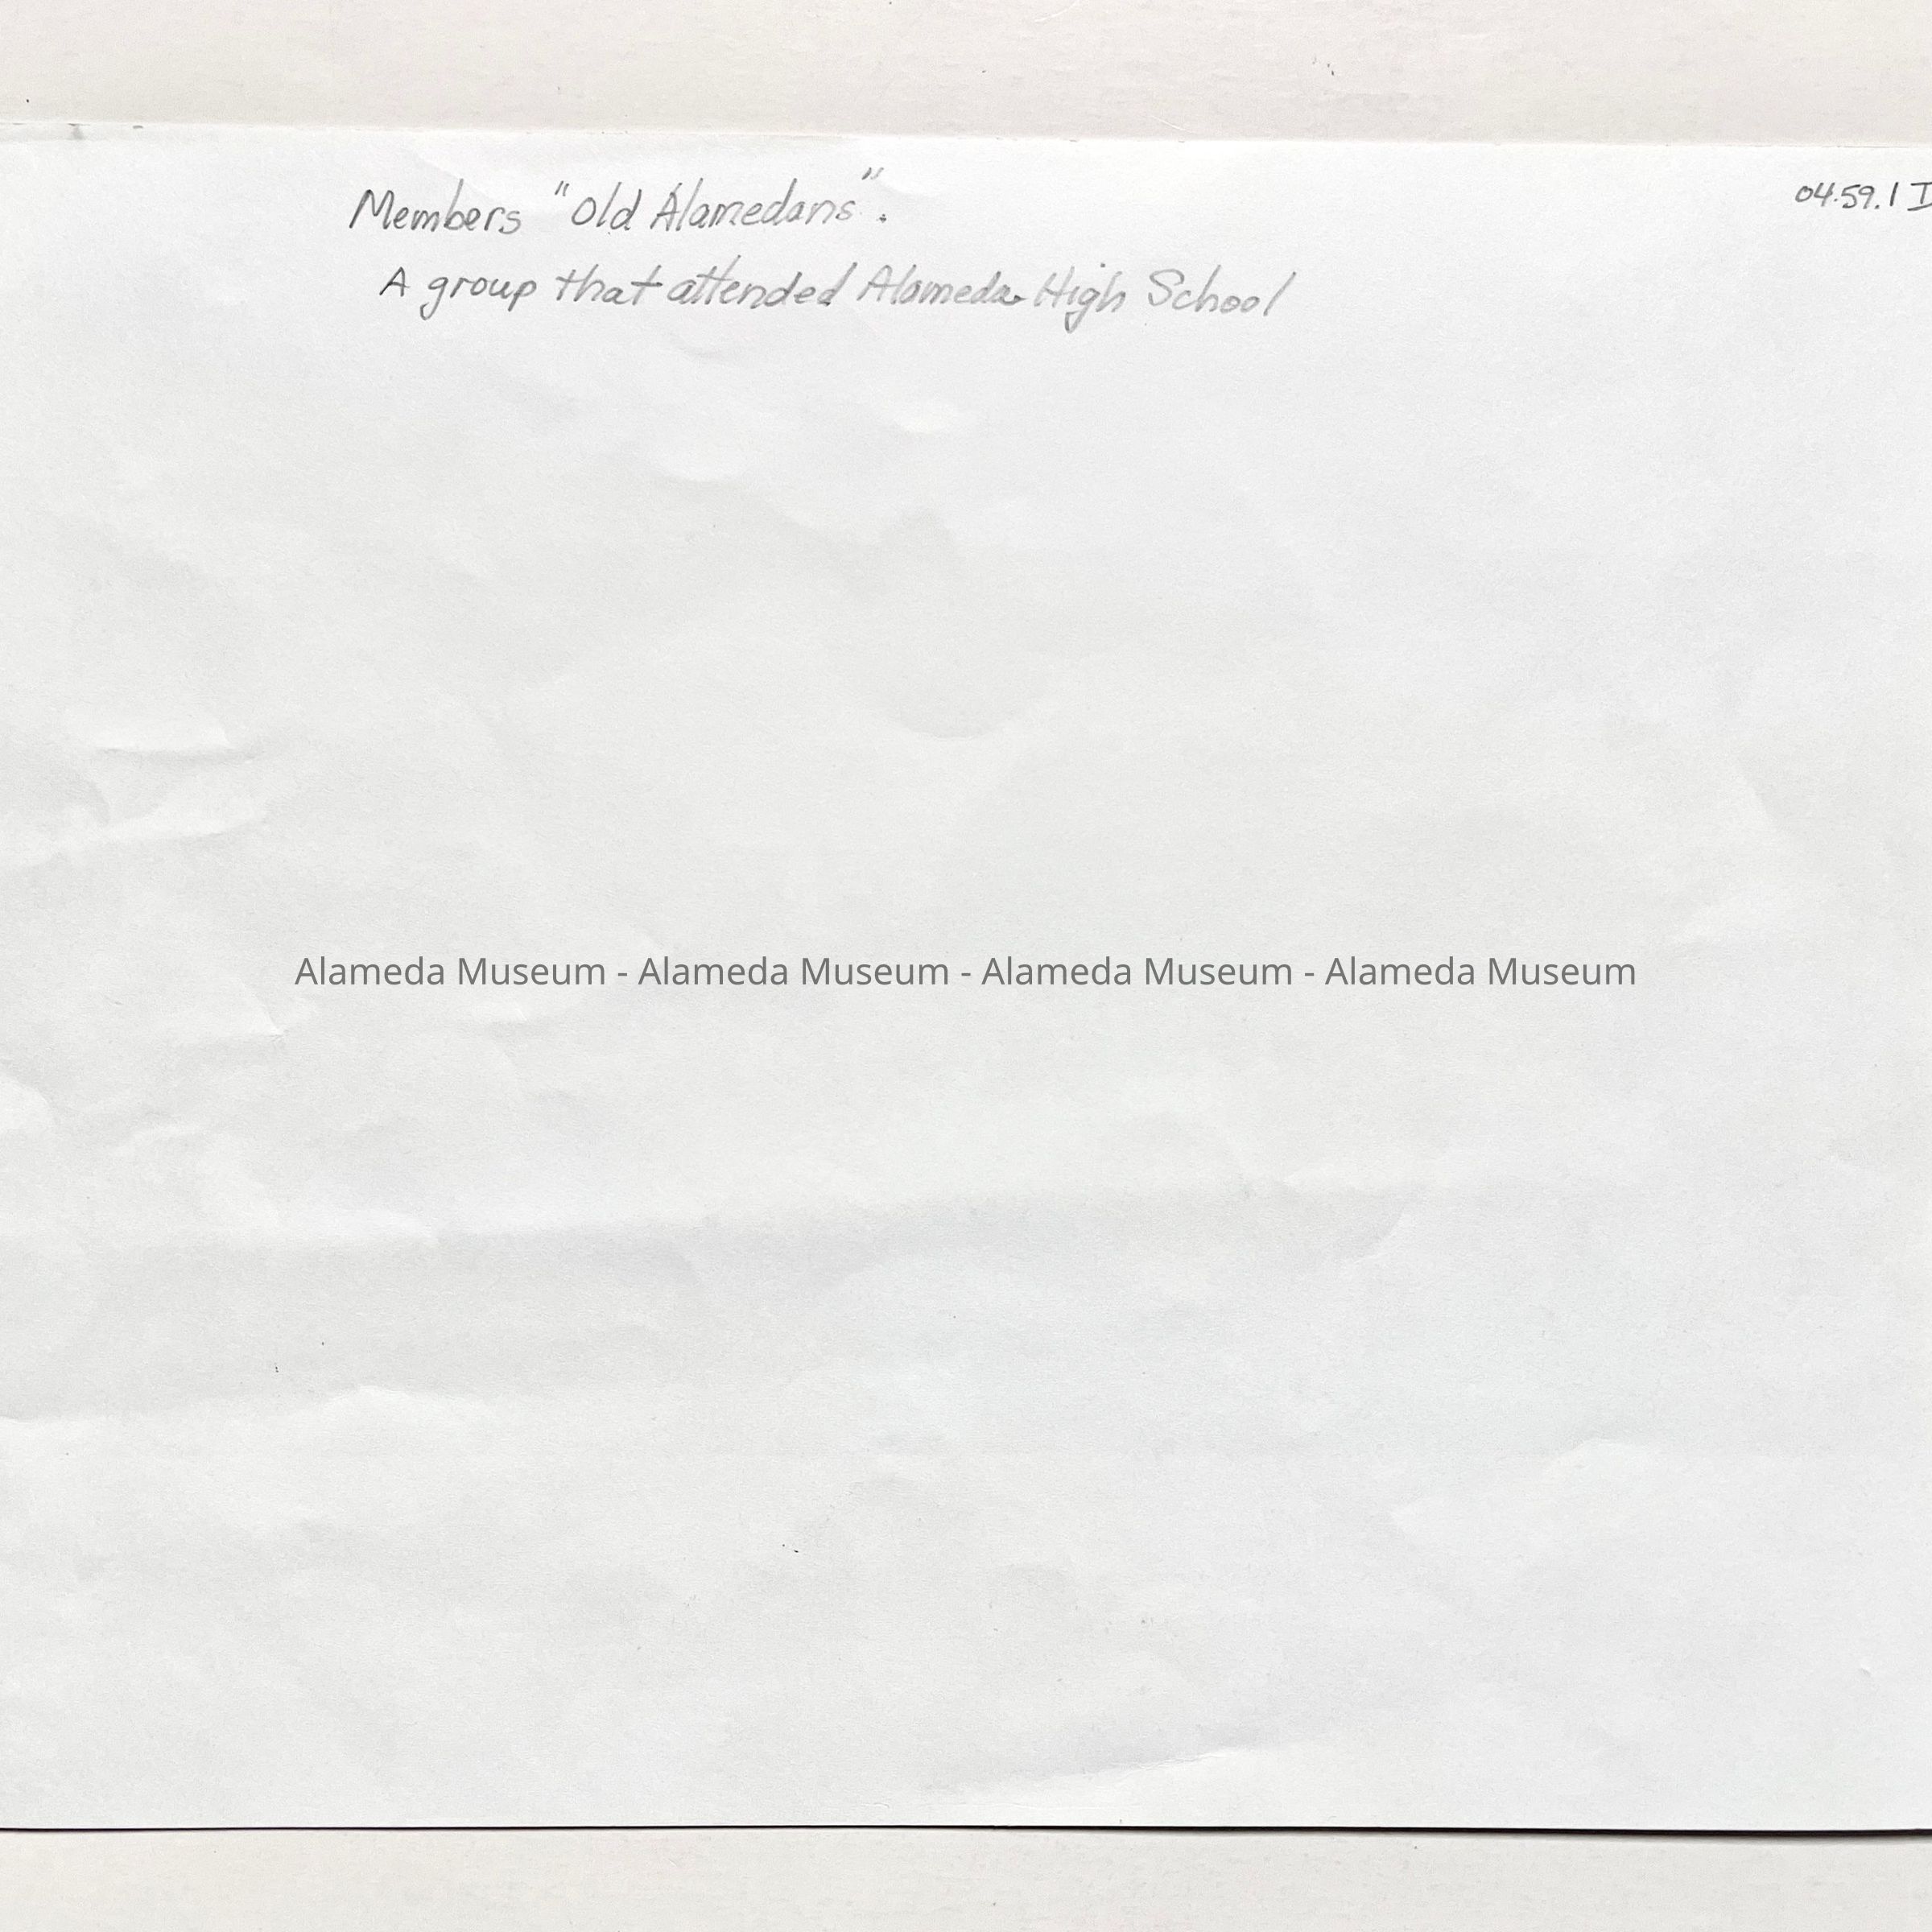 Members "Old Alamedans".
04.59.1 I
A group that attended Alameda High School
Alameda Museum - Alameda Museum - Alameda Museum - Alameda Museum